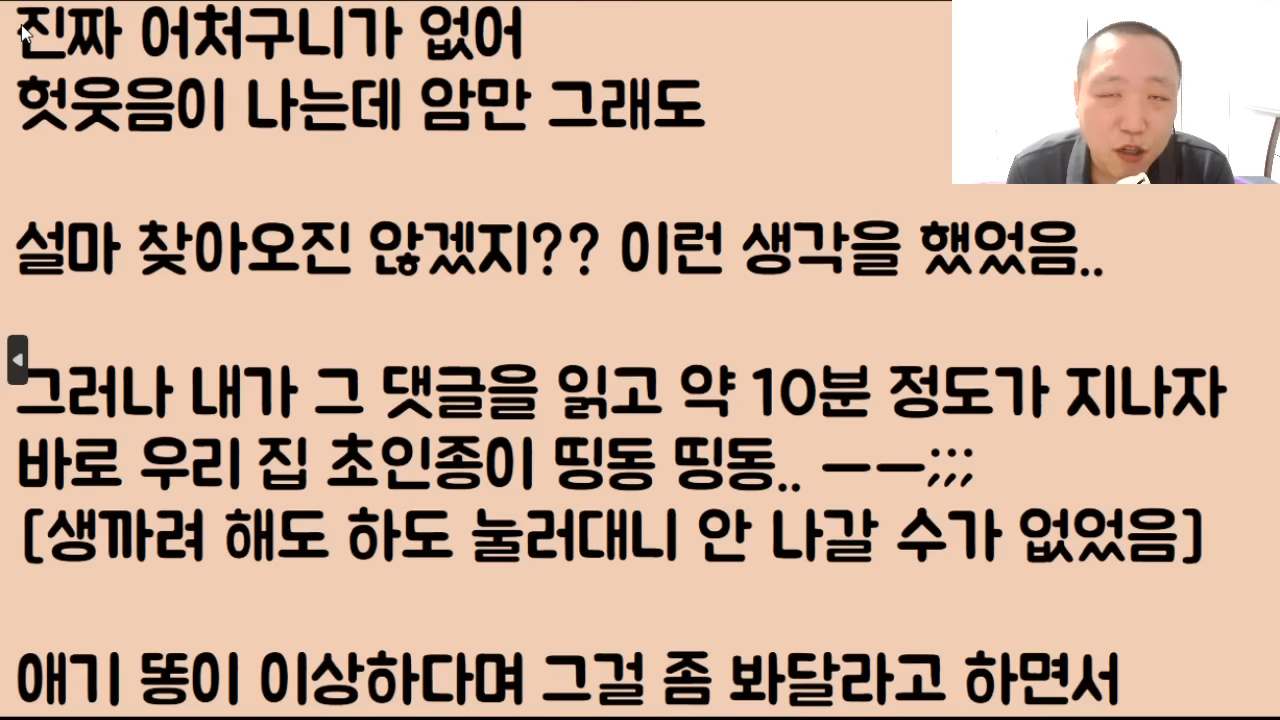 진짜 어처구니가 없어
헛웃음이 나는데 암만 그래도
설마 찾아오진 않겠지?? 이런 생각을 했었음..
그러나 내가 그 댓글을 읽고 약 10분 정도가 지나자
바로 우리 집 초인종이 띵동 띵동.. ㅡㅡ;;;
[생까려 해도 하도 눌러대니 안 나갈 수가 없었음]
애기 똥이 이상하다며 그걸 좀 봐달라고 하면서